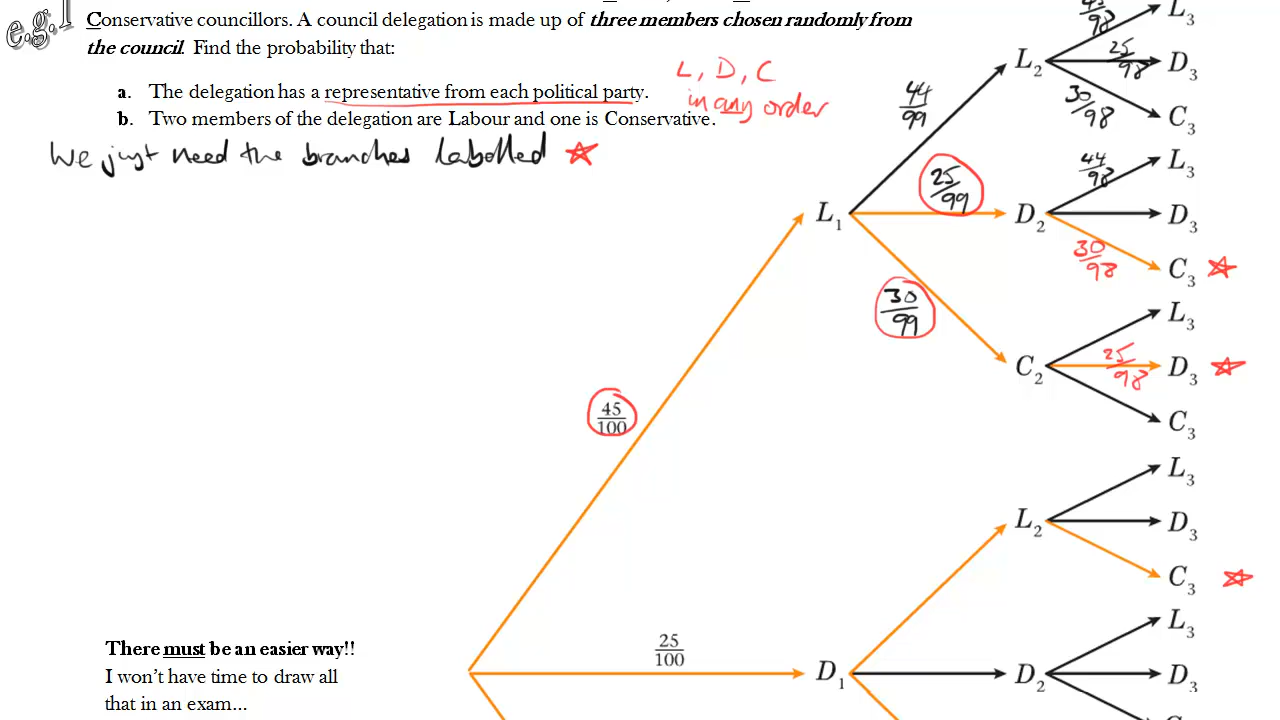 e.g.1
Conservative councillors. A council delegation is made up of three members chosen randomly from
the council. Find the probability that:
a. The delegation has a representative from each political party.
b. Two members of the delegation are Labour and one is Conservative.
L, D, C
in any order
We just need the branches labelled
L3
L2
25/98
D3
44/99
30/98
C3
44/98
L3
25/99
L1
D2
D3
30/98
C3
30/99
L3
C2
25/98
D3
45/100
C3
L3
L2
D3
C3
There must be an easier way!!
I won't have time to draw all
that in an exam...
25/100
D1
L3
D2
D3